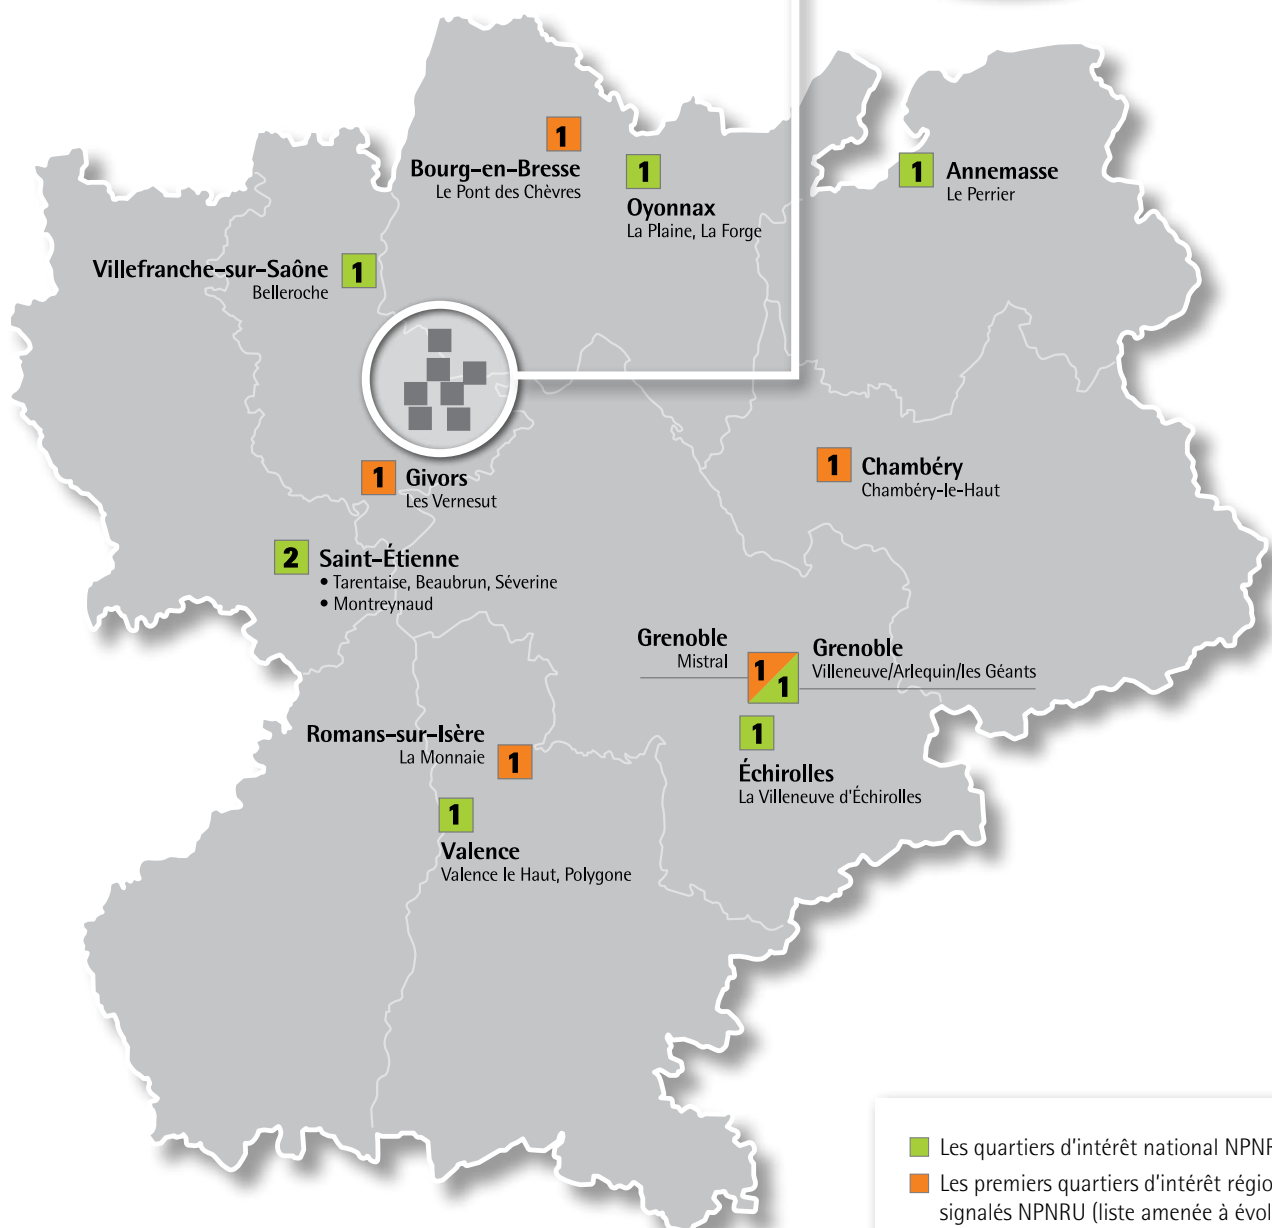 1
Bourg-en-Bresse
Le Pont des Chèvres
1
Oyonnax
La Plaine, La Forge
1
Annemasse
Le Perrier
Villefranche-sur-Saône
Belleroche
1
1
Givors
Les Vernesut
1
Chambéry
Chambéry-le-Haut
2
Saint-Étienne
• Tarentaise, Beaubrun, Séverine
• Montreynaud
Grenoble
Mistral
1
1
Grenoble
Villeneuve/Arlequin/les Géants
1
Échirolles
La Villeneuve d'Échirolles
Romans-sur-Isère
La Monnaie
1
1
Valence
Valence le Haut, Polygone
Les quartiers d'intérêt national
Les premiers quartiers d'intérêt
signalés NPNRU (liste amenée à